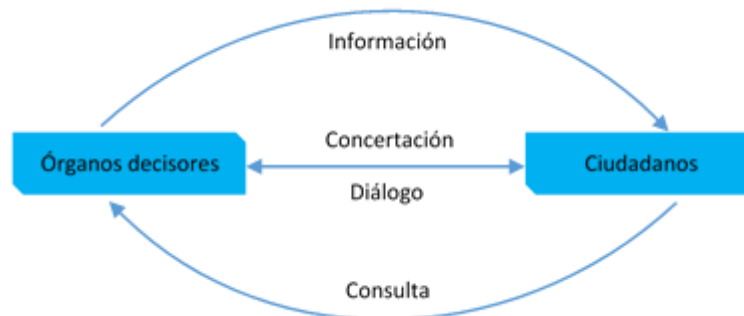 Información
Concertación
Órganos decisores
Ciudadanos
Diálogo
Consulta